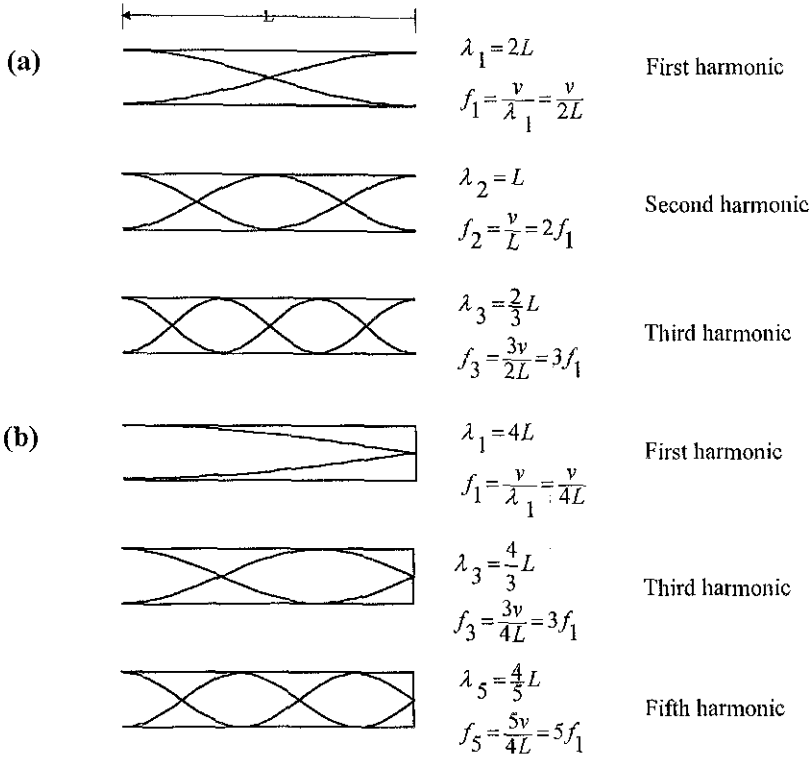 L
(a)
λ₁ = 2L
First harmonic
f₁ = v/λ₁ = v/2L
λ₂ = L
Second harmonic
f₂ = v/L = 2f₁
λ₃ = 2/3 L
Third harmonic
f₃ = 3v/2L = 3f₁
(b)
λ₁ = 4L
First harmonic
f₁ = v/λ₁ = v/4L
λ₃ = 4/3 L
Third harmonic
f₃ = 3v/4L = 3f₁
λ₅ = 4/5 L
Fifth harmonic
f₅ = 5v/4L = 5f₁